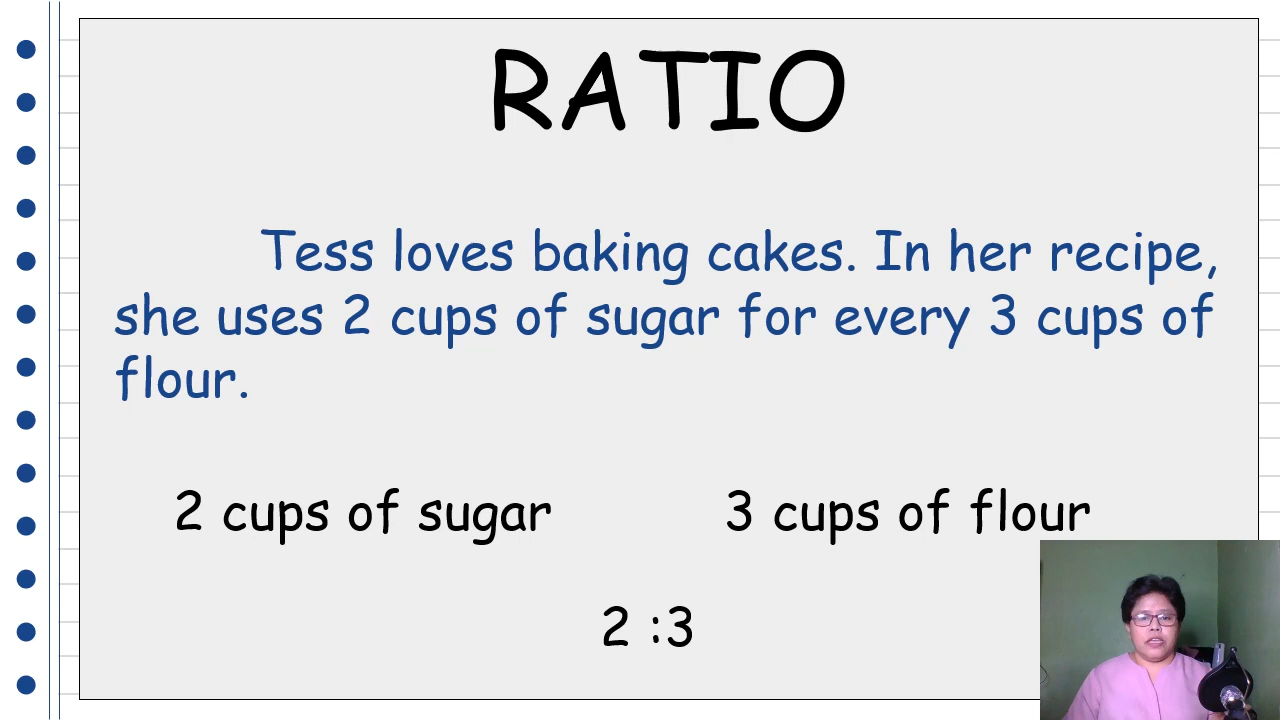 RATIO
Tess loves baking cakes. In her recipe,
she uses 2 cups of sugar for every 3 cups of
flour.
2 cups of sugar 3 cups of flour
2 :3